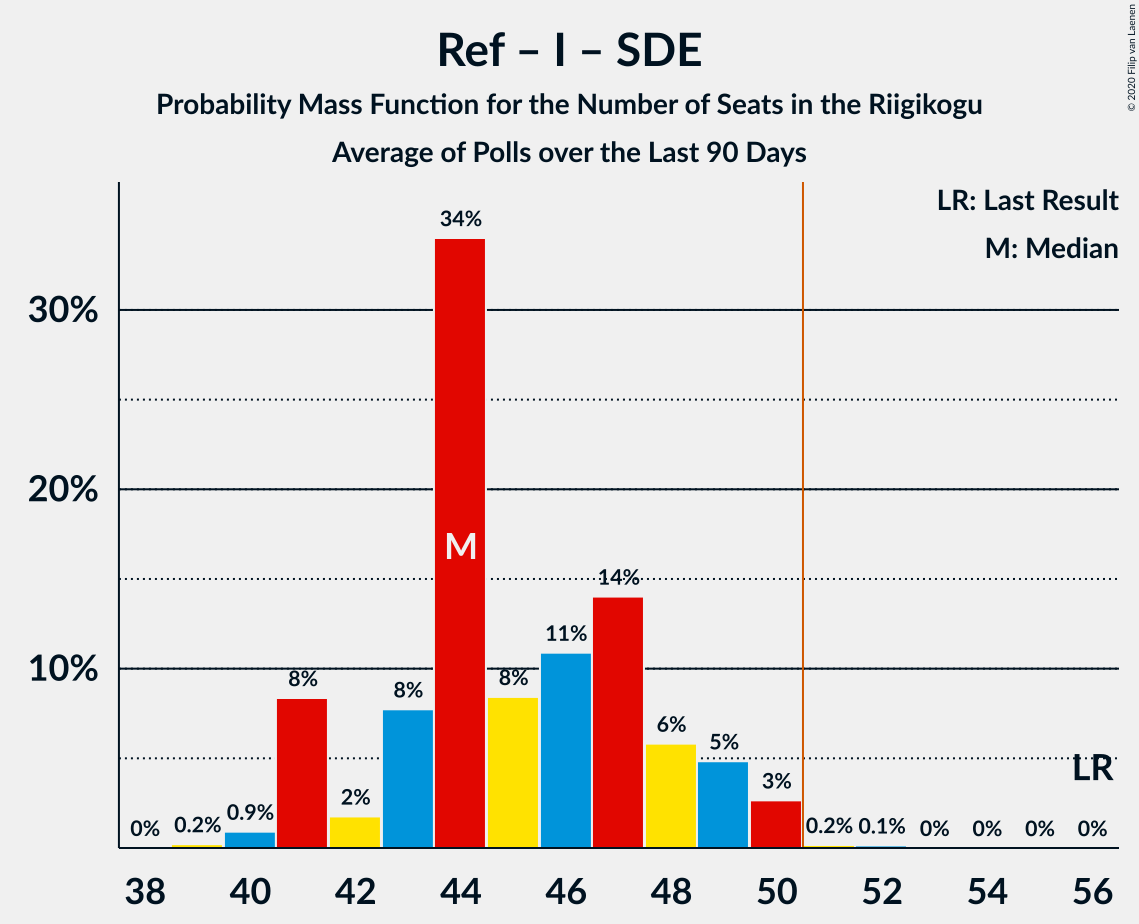 Ref – I – SDE
Probability Mass Function for the Number of Seats in the Riigikogu
Average of Polls over the Last 90 Days
© 2020 Filip van Laenen
LR: Last Result
M: Median
30%
20%
10%
0%
0.2%
0.9%
8%
2%
8%
34%
8%
11%
14%
6%
5%
3%
0.2%
0.1%
0%
0%
0%
0%
M
LR
38 40 42 44 46 48 50 52 54 56